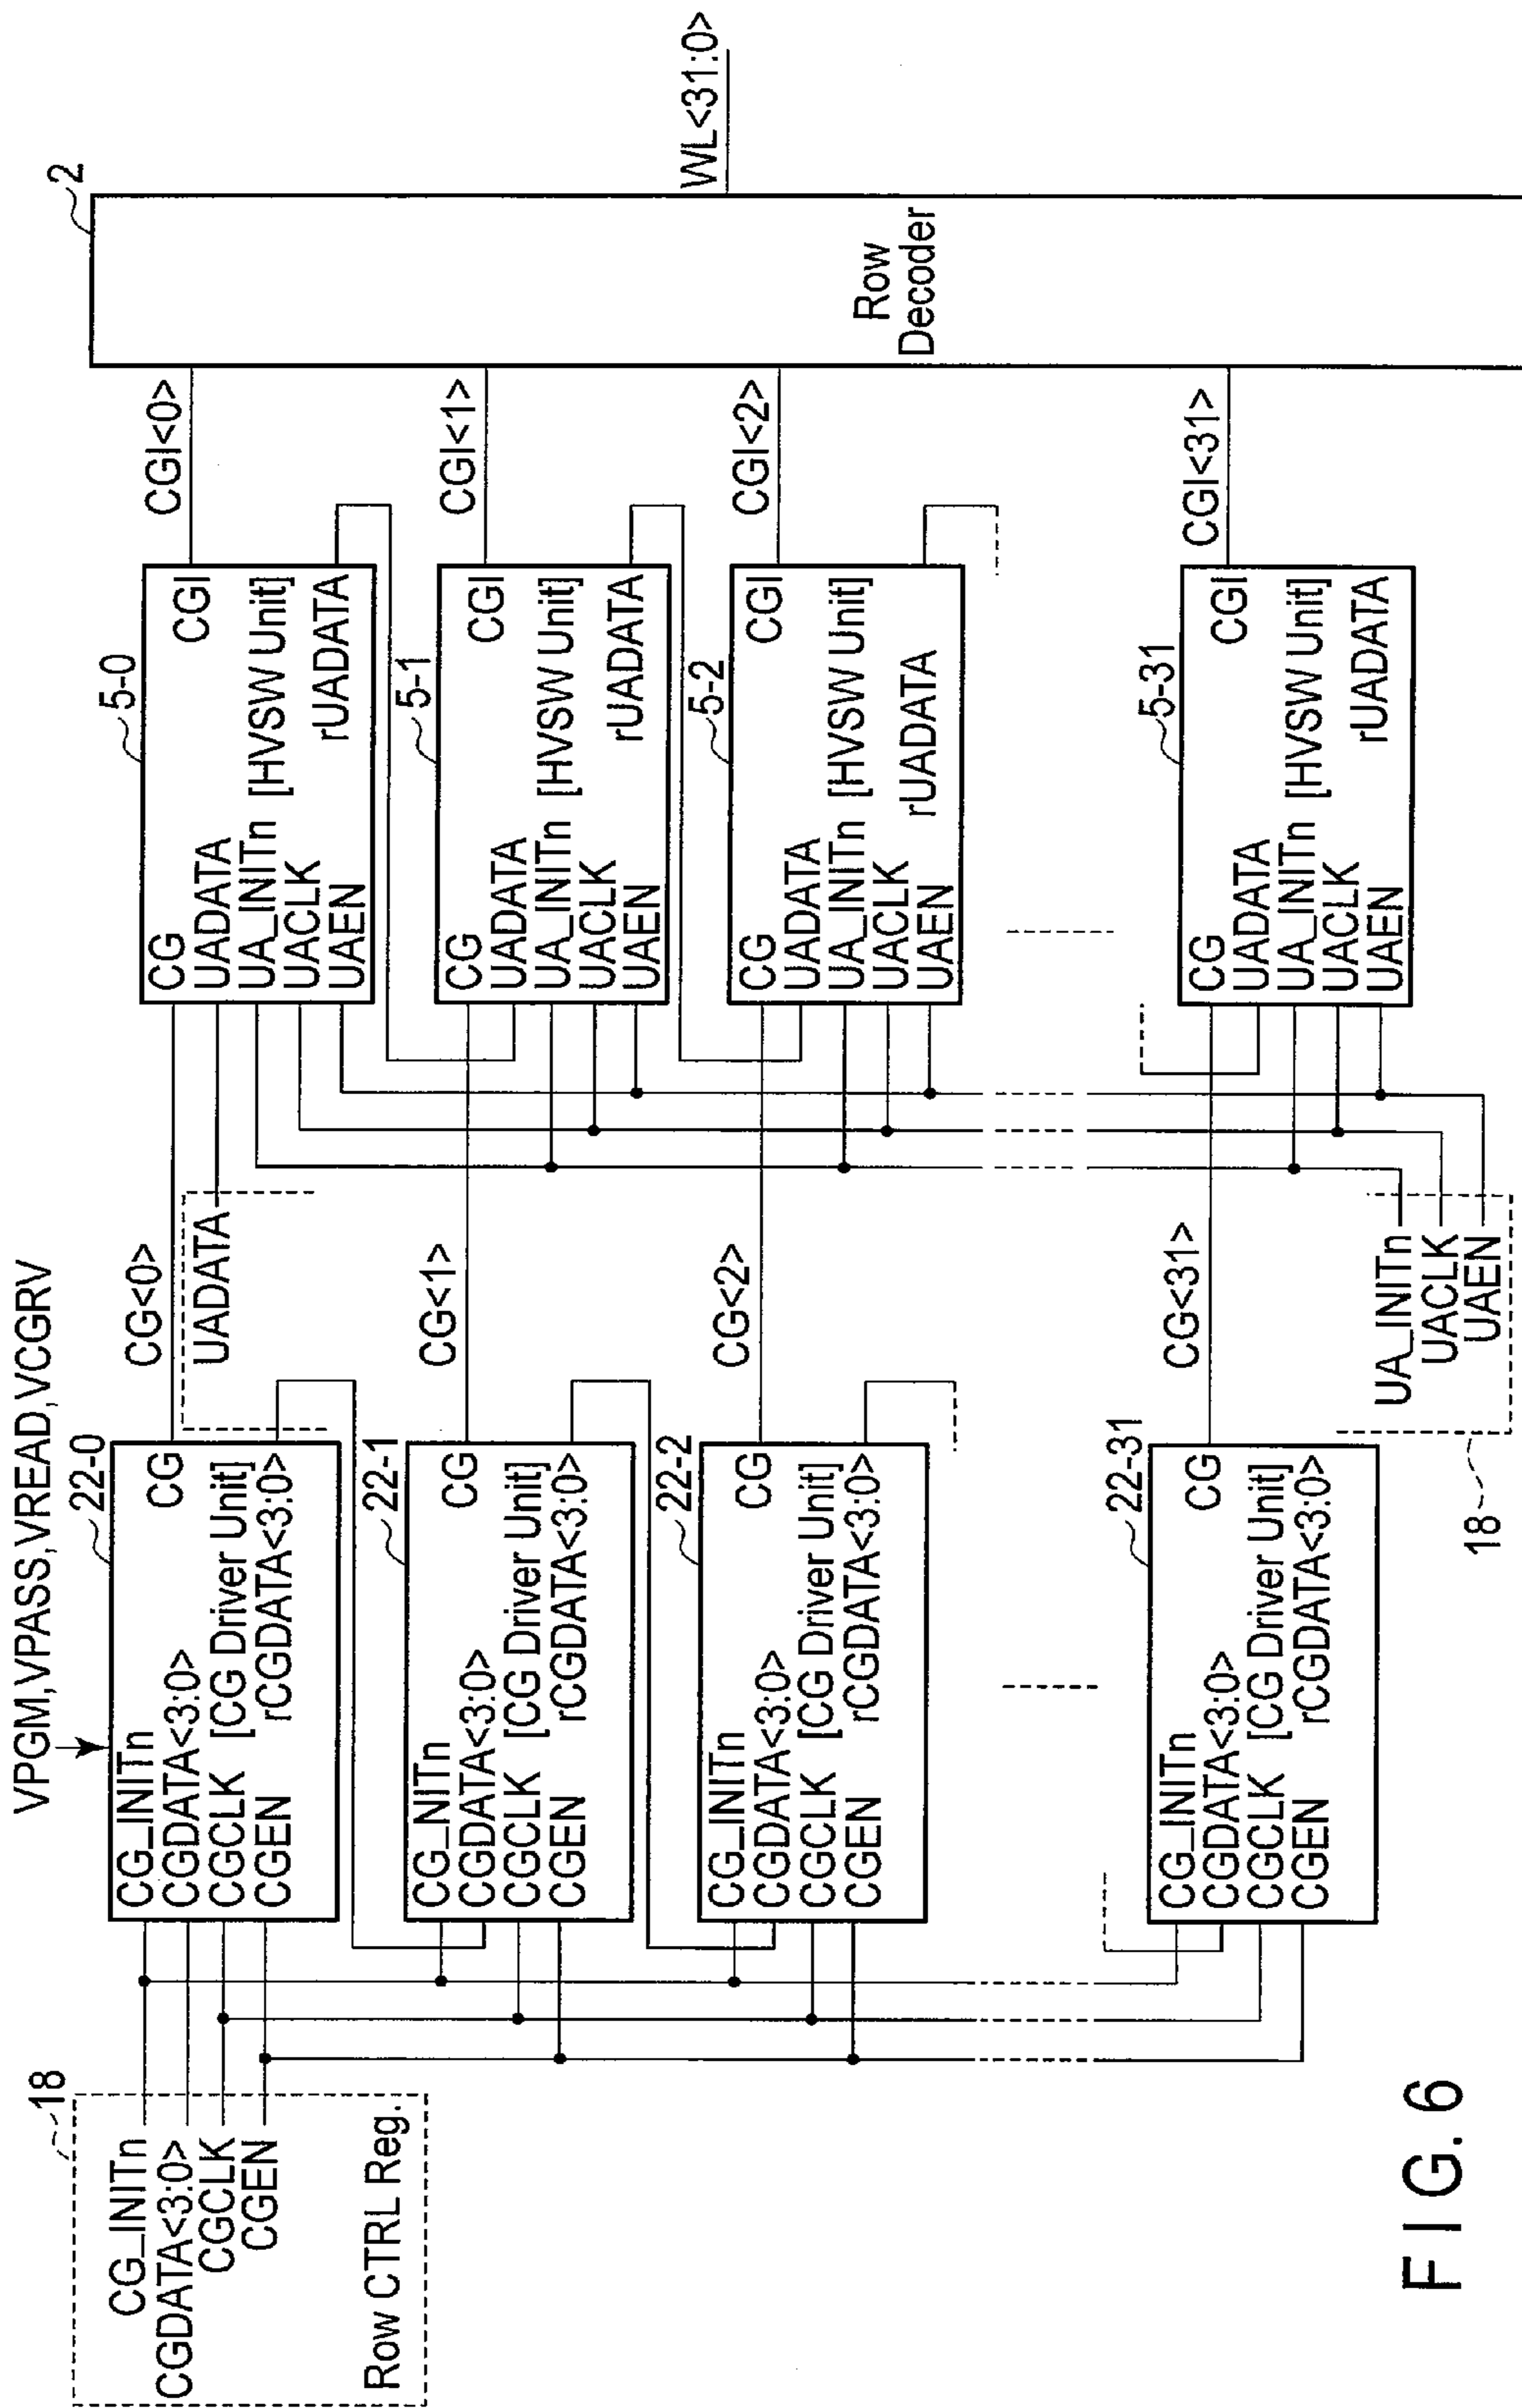 VPGM,VPASS,VREAD,VCGRV
18
CG_INITn
CGDATA<3:0>
CGCLK
CGEN
Row CTRL Reg.
22-0
CG_INITn
CGDATA<3:0>
CGCLK [CG Driver Unit]
CGEN rCGDATA<3:0>
CG
22-1
CG_NITn
CGDATA<3:0>
CGCLK [CG Driver Unit]
CGEN rCGDATA<3:0>
CG
22-2
CG_INITn
CGDATA<3:0>
CGCLK [CG Driver Unit]
CGEN rCGDATA<3:0>
CG
22-31
CG_INITn
CGDATA<3:0>
CGCLK [CG Driver Unit]
CGEN rCGDATA<3:0>
CG
CG<0>
UADATA
CG<1>
CG<2>
CG<31>
UA_INITn
UACLK
UAEN
18
5-0
CG CGI
UADATA
UA_INITn [HVSW Unit]
UACLK rUADATA
UAEN
5-1
CG CGI
UADATA
UA_INITn [HVSW Unit]
UACLK rUADATA
UAEN
5-2
CG CGI
UADATA
UA_INITn [HVSW Unit]
UACLK rUADATA
UAEN
5-31
CG CGI
UADATA
UA_INITn [HVSW Unit]
UACLK rUADATA
UAEN
CGI<0>
CGI<1>
CGI<2>
CGI<31>
2
Row
Decoder
WL<31:0>
FIG. 6